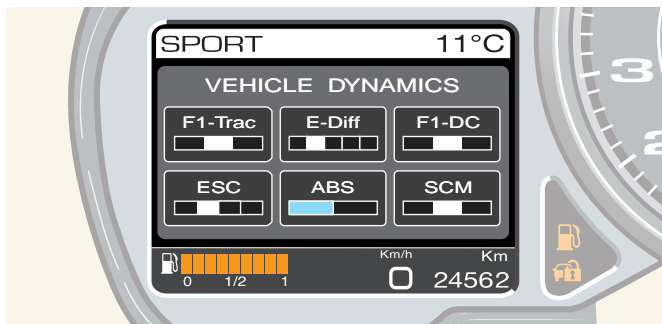 SPORT 11°C
VEHICLE DYNAMICS
F1-Trac E-Diff F1-DC
ESC ABS SCM
Km/h Km
0 24562
0 1/2 1
3
2